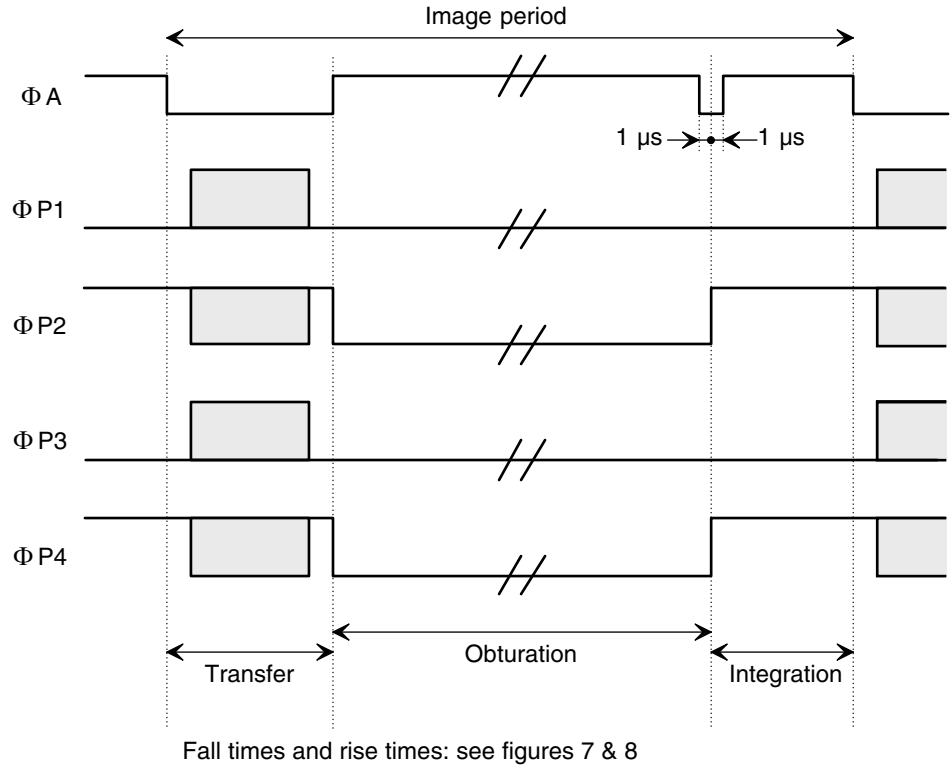 Image period
Φ A
1 µs
1 µs
Φ P1
Φ P2
Φ P3
Φ P4
Transfer
Obturation
Integration
Fall times and rise times: see figures 7 & 8